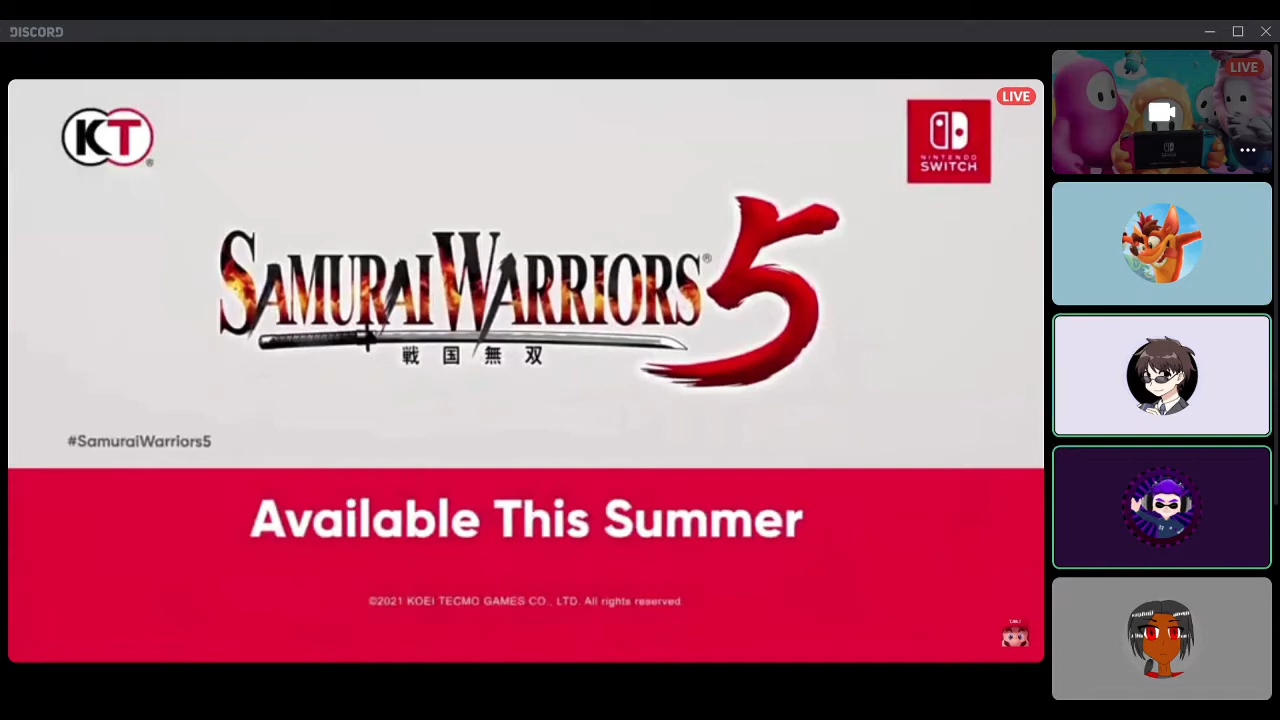 DISCORD
LIVE
LIVE
KT
®
NINTENDO
SWITCH
SAMURAI WARRIORS® 5
戦国無双
#SamuraiWarriors5
Available This Summer
©2021 KOEI TECMO GAMES CO., LTD. All rights reserved.